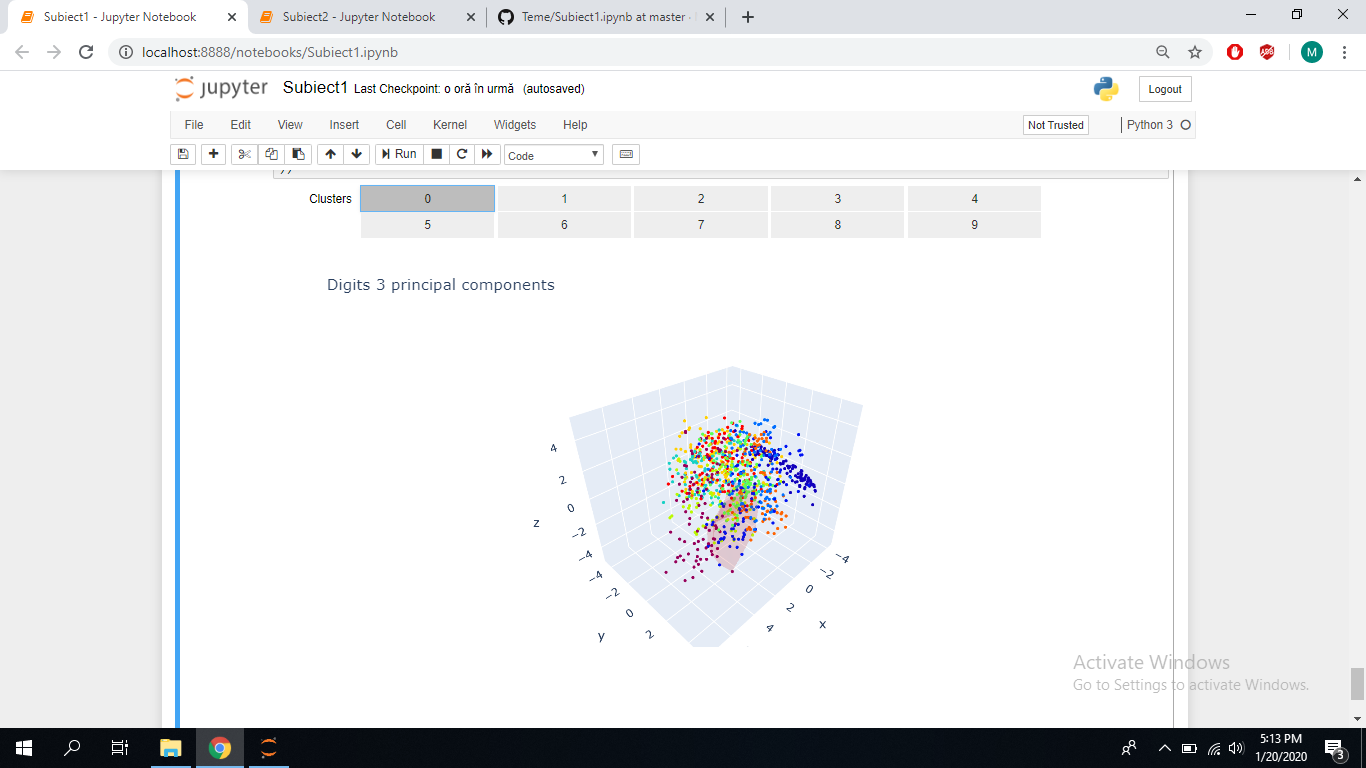 Subiect1 - Jupyter Notebook
Subiect2 - Jupyter Notebook
Teme/Subiect1.ipynb at master ·
localhost:8888/notebooks/Subiect1.ipynb
ABP
M
jupyter Subiect1 Last Checkpoint: o oră în urmă (autosaved)
Logout
File Edit View Insert Cell Kernel Widgets Help
Not Trusted
Python 3
Run
Code
Clusters 0 1 2 3 4
5 6 7 8 9
Digits 3 principal components
4
2
0
−2
−4
z
−4
−2
0
2
y
−4
−2
0
2
4
x
Activate Windows
Go to Settings to activate Windows.
5:13 PM
1/20/2020
3